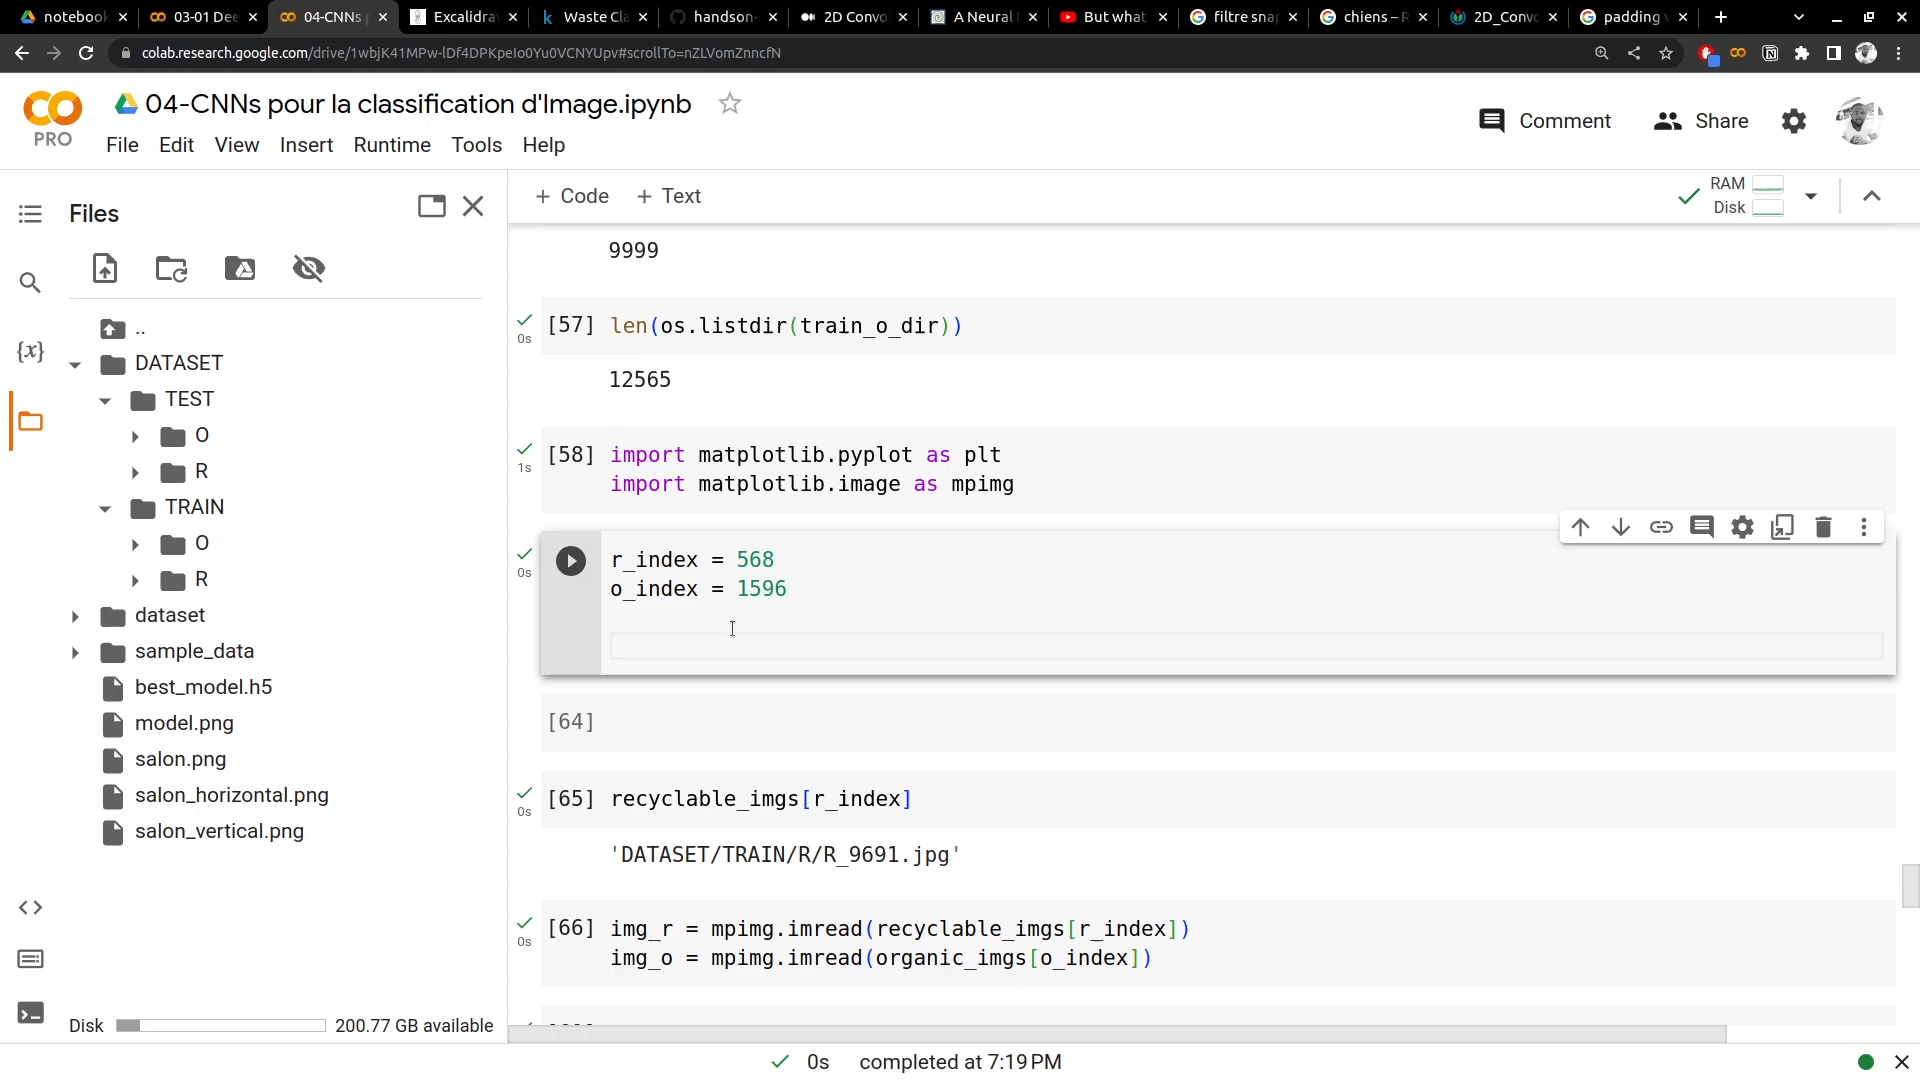 notebook
03-01 Dee
04-CNNs p
Excalidra
Waste Cla
handson-
2D Convo
A Neural
But what
filtre snap
chiens – R
2D_Convo
padding
colab.research.google.com/drive/1wbjK41MPw-lDf4DPKpeIo0Yu0VCNYUpv#scrollTo=nZLVomZnncfN
PRO
04-CNNs pour la classification d'Image.ipynb
File Edit View Insert Runtime Tools Help
Comment
Share
Files
..
DATASET
TEST
O
R
TRAIN
O
R
dataset
sample_data
best_model.h5
model.png
salon.png
salon_horizontal.png
salon_vertical.png
Disk 200.77 GB available
+ Code + Text
RAM
Disk
9999
0s [57] len(os.listdir(train_o_dir))
12565
1s [58] import matplotlib.pyplot as plt
import matplotlib.image as mpimg
0s r_index = 568
o_index = 1596
[64]
0s [65] recyclable_imgs[r_index]
'DATASET/TRAIN/R/R_9691.jpg'
0s [66] img_r = mpimg.imread(recyclable_imgs[r_index])
img_o = mpimg.imread(organic_imgs[o_index])
0s completed at 7:19 PM